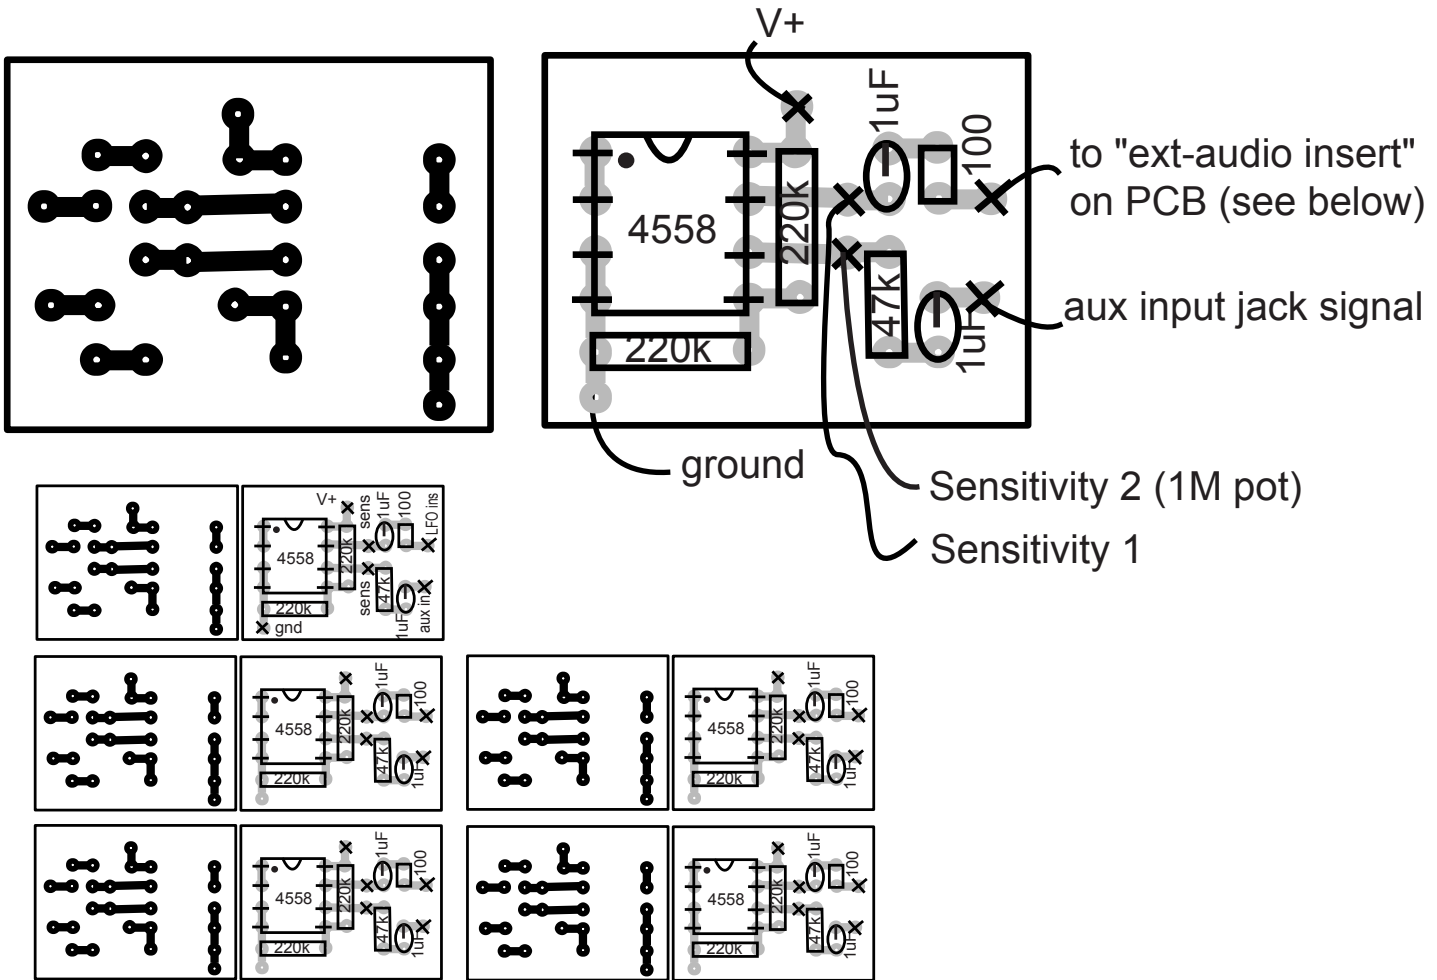 V+
1uF
100
to "ext-audio insert"
on PCB (see below)
4558
220k
47k
1uF
aux input jack signal
220k
ground
Sensitivity 2 (1M pot)
Sensitivity 1
V+
sens
1uF
100
LFO ins
4558
220k
sens
47k
1uF
aux in
220k
gnd
1uF
100
4558
220k
47k
1uF
220k
1uF
100
4558
220k
47k
1uF
220k
1uF
100
4558
220k
47k
1uF
220k
1uF
100
4558
220k
47k
1uF
220k